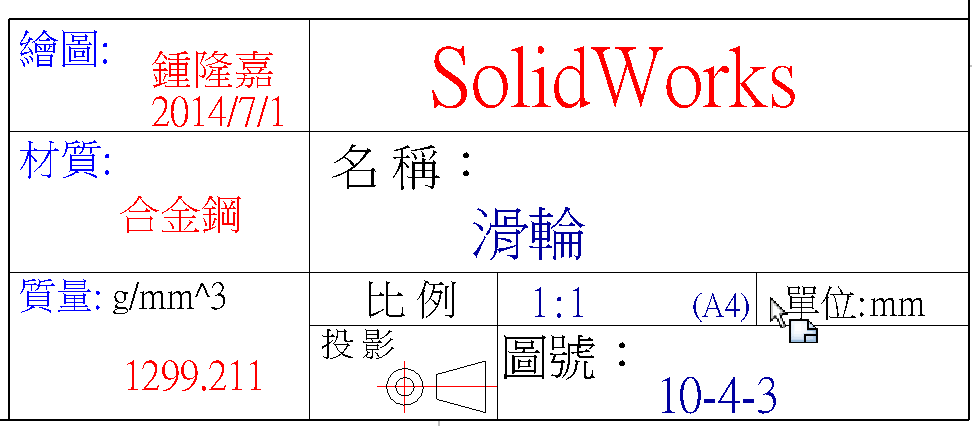 繪圖:
鍾隆嘉
2014/7/1
SolidWorks
材質:
合金鋼
名稱：
滑輪
質量: g/mm^3
1299.211
比例
1:1
(A4)
單位:mm
投影
圖號：
10-4-3